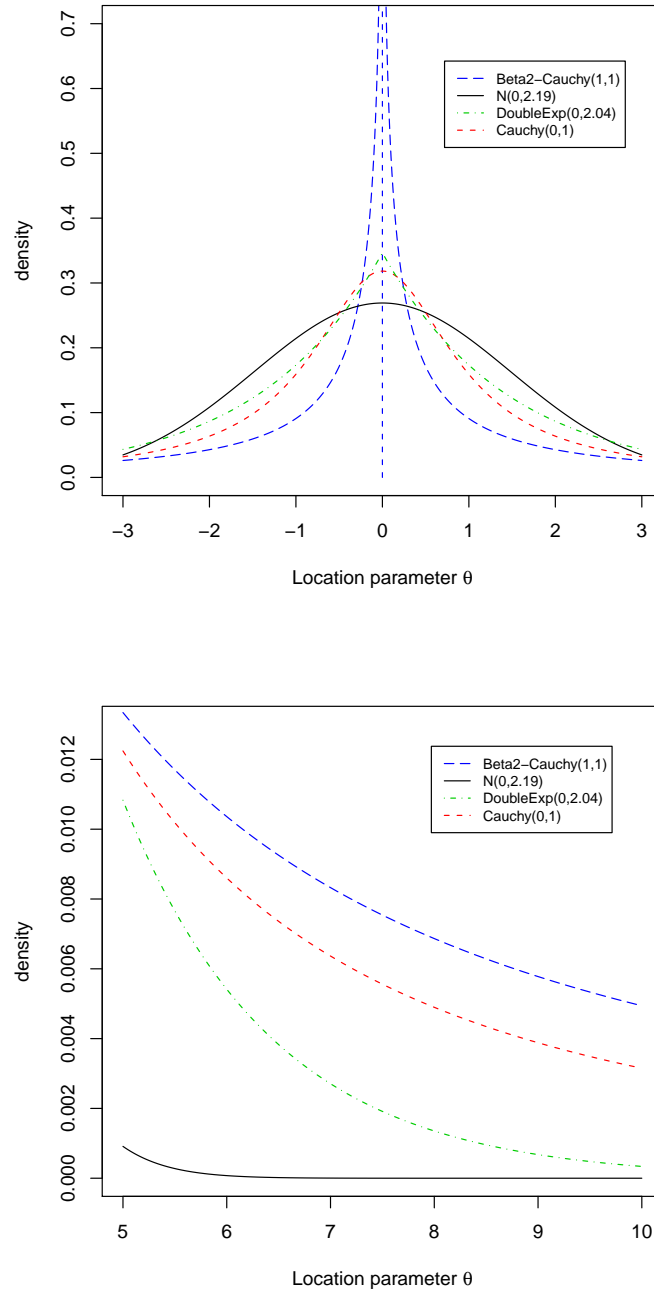 0.0 0.1 0.2 0.3 0.4 0.5 0.6 0.7
density
Beta2−Cauchy(1,1)
N(0,2.19)
DoubleExp(0,2.04)
Cauchy(0,1)
−3 −2 −1 0 1 2 3
Location parameter θ
0.000 0.002 0.004 0.006 0.008 0.010 0.012
density
Beta2−Cauchy(1,1)
N(0,2.19)
DoubleExp(0,2.04)
Cauchy(0,1)
5 6 7 8 9 10
Location parameter θ